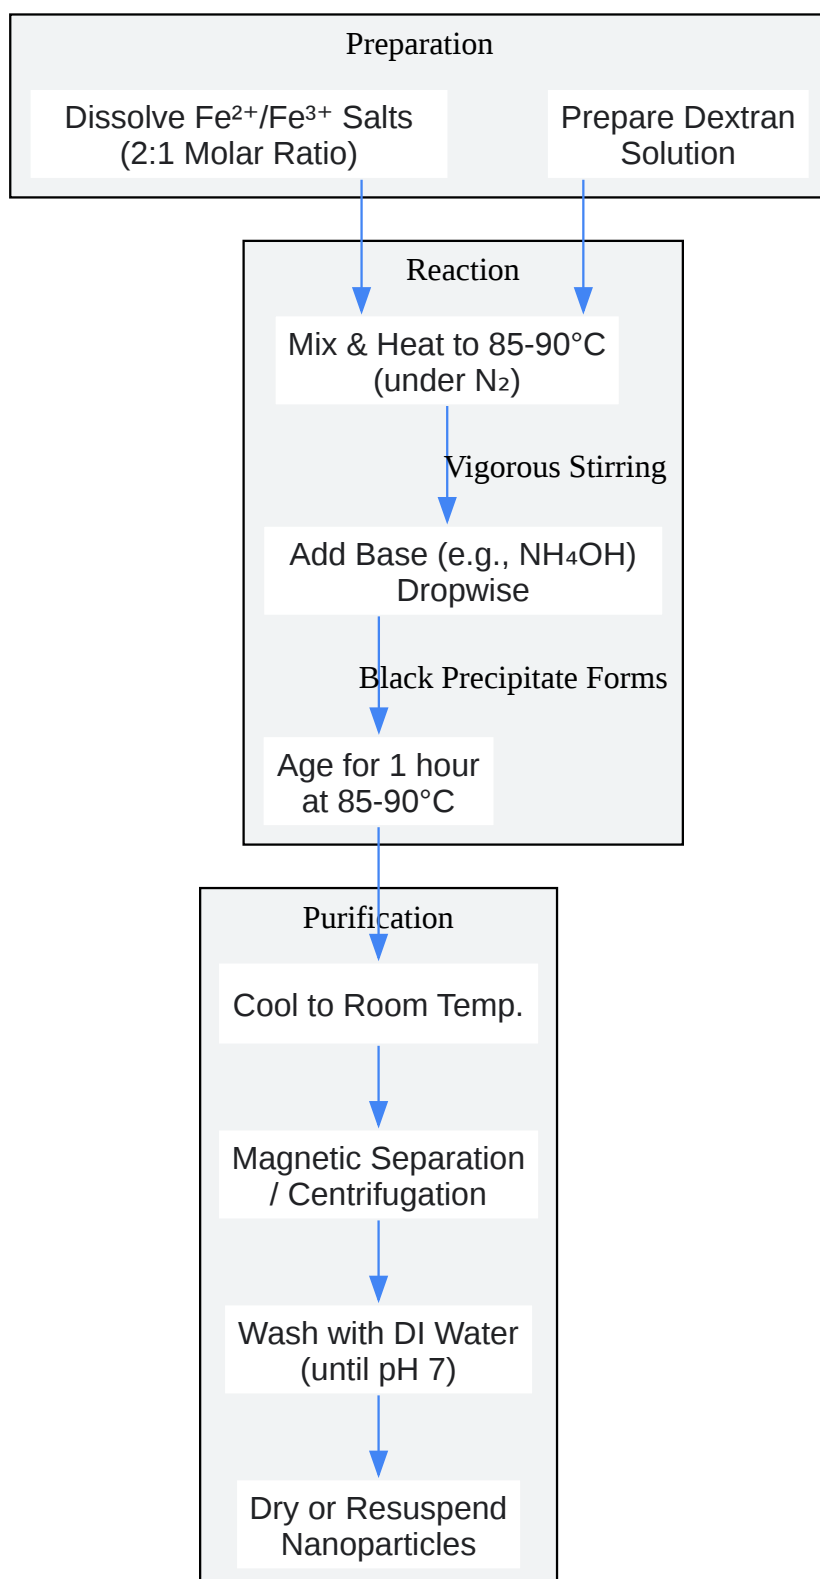 Preparation
Dissolve Fe²⁺/Fe³⁺ Salts
(2:1 Molar Ratio)
Prepare Dextran
Solution
Reaction
Mix & Heat to 85-90°C
(under N₂)
Vigorous Stirring
Add Base (e.g., NH₄OH)
Dropwise
Black Precipitate Forms
Age for 1 hour
at 85-90°C
Purification
Cool to Room Temp.
Magnetic Separation
/ Centrifugation
Wash with DI Water
(until pH 7)
Dry or Resuspend
Nanoparticles